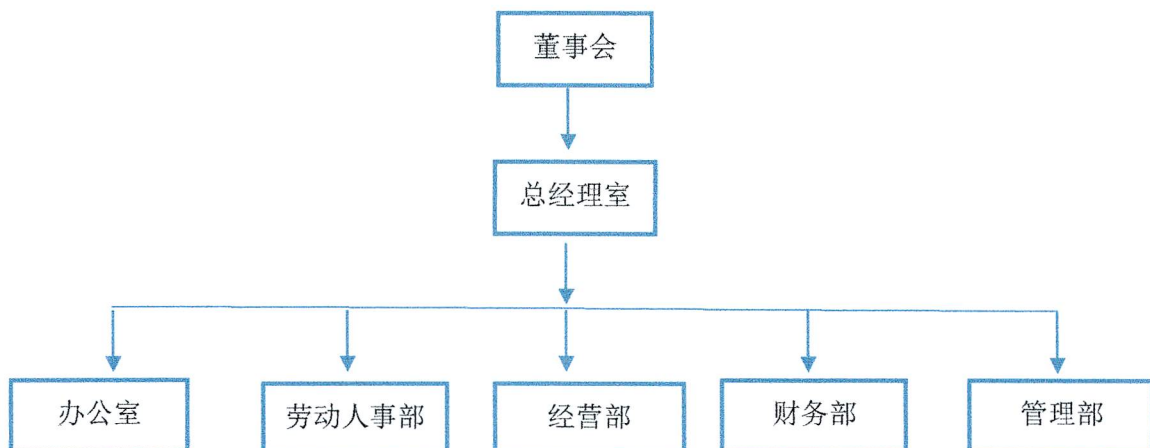 董事会
总经理室
办公室
劳动人事部
经营部
财务部
管理部